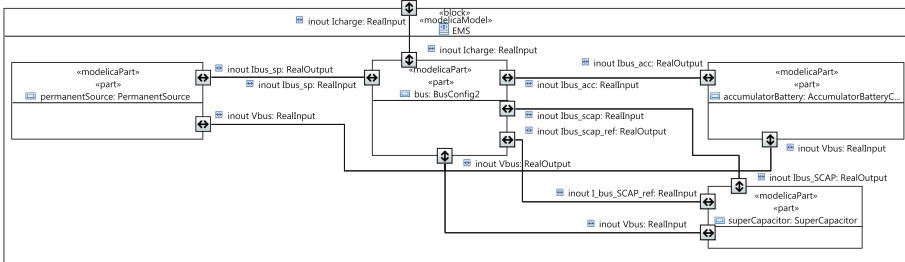 «block»
inout Icharge: RealInput
«modelicaModel»
EMS
inout Icharge: RealInput
«modelicaPart»
«part»
permanentSource: PermanentSource
inout Ibus_sp: RealOutput
inout Ibus_sp: RealInput
inout Vbus: RealInput
«modelicaPart»
«part»
bus: BusConfig2
inout Ibus_acc: RealOutput
inout Ibus_acc: RealInput
inout Ibus_scap: RealInput
inout Ibus_scap_ref: RealOutput
inout Vbus: RealOutput
«modelicaPart»
«part»
accumulatorBattery: AccumulatorBatteryC...
inout Vbus: RealInput
inout Ibus_SCAP: RealOutput
inout I_bus_SCAP_ref: RealInput
inout Vbus: RealInput
«modelicaPart»
«part»
superCapacitor: SuperCapacitor